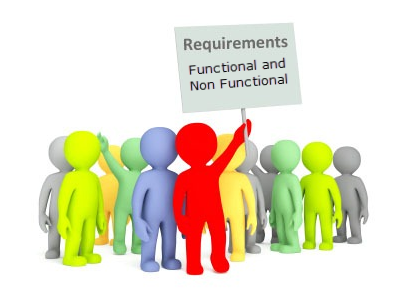 Requirements
Functional and
Non Functional